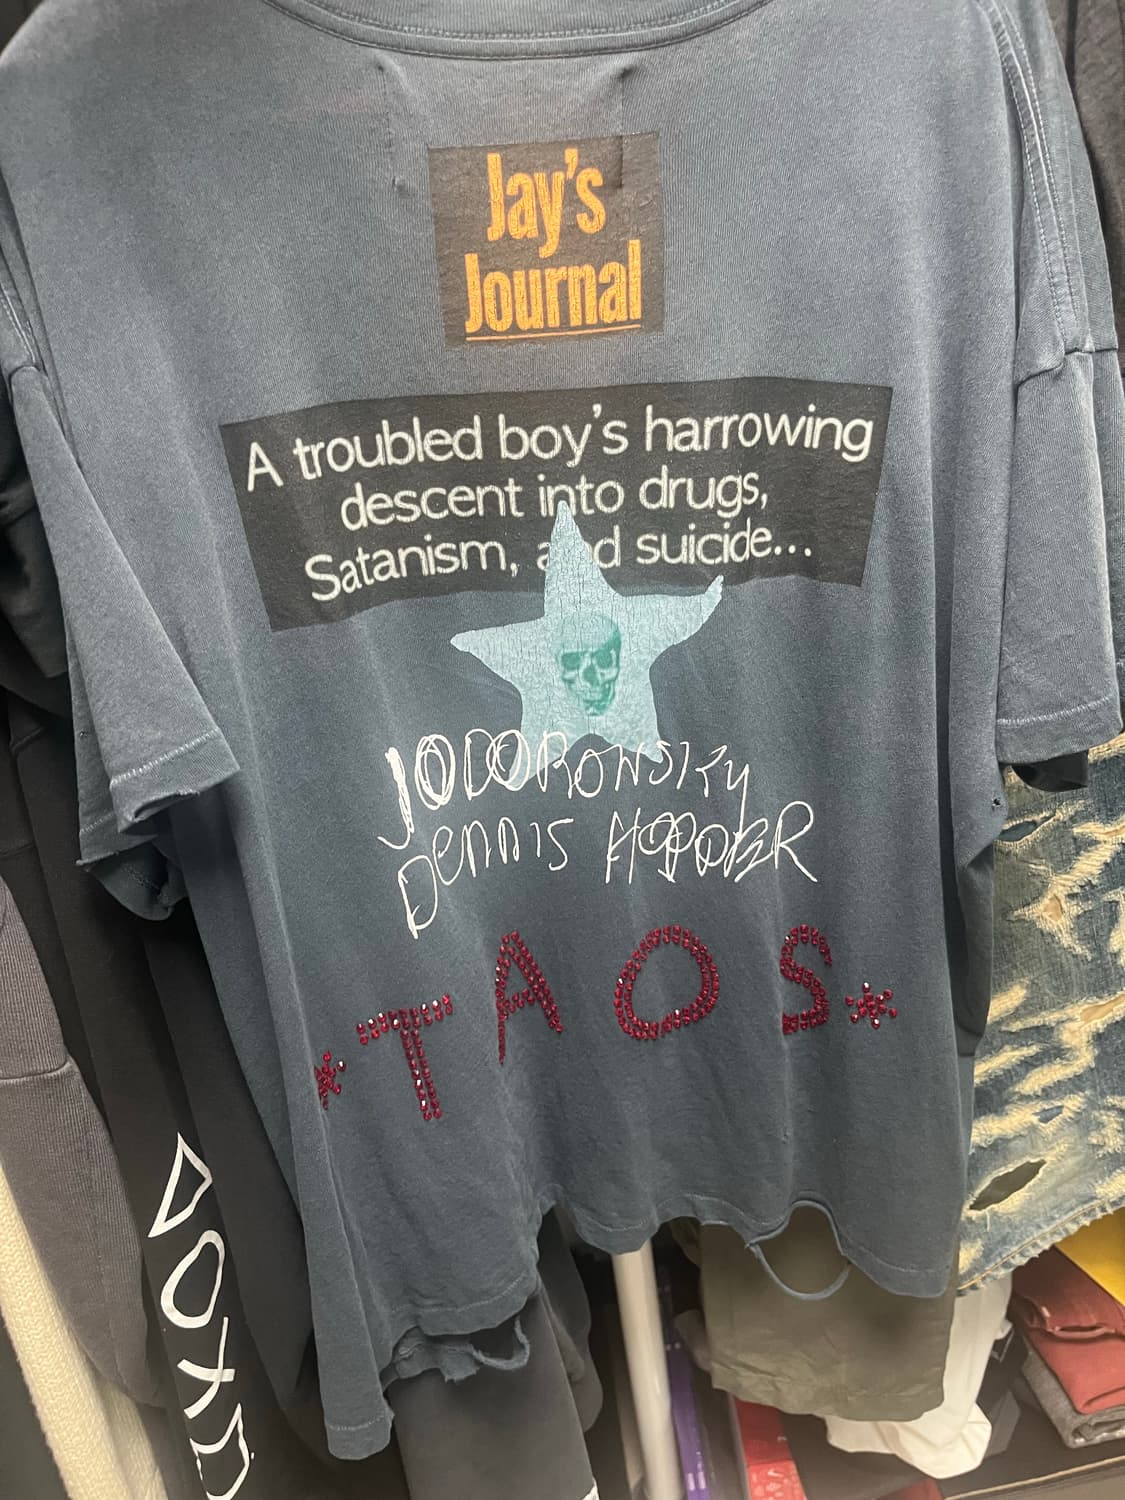 Jay's
Journal
A troubled boy's harrowing
descent into drugs,
Satanism, and suicide...
JODOROWSKY
DENNIS HOPPER
*TAOS*